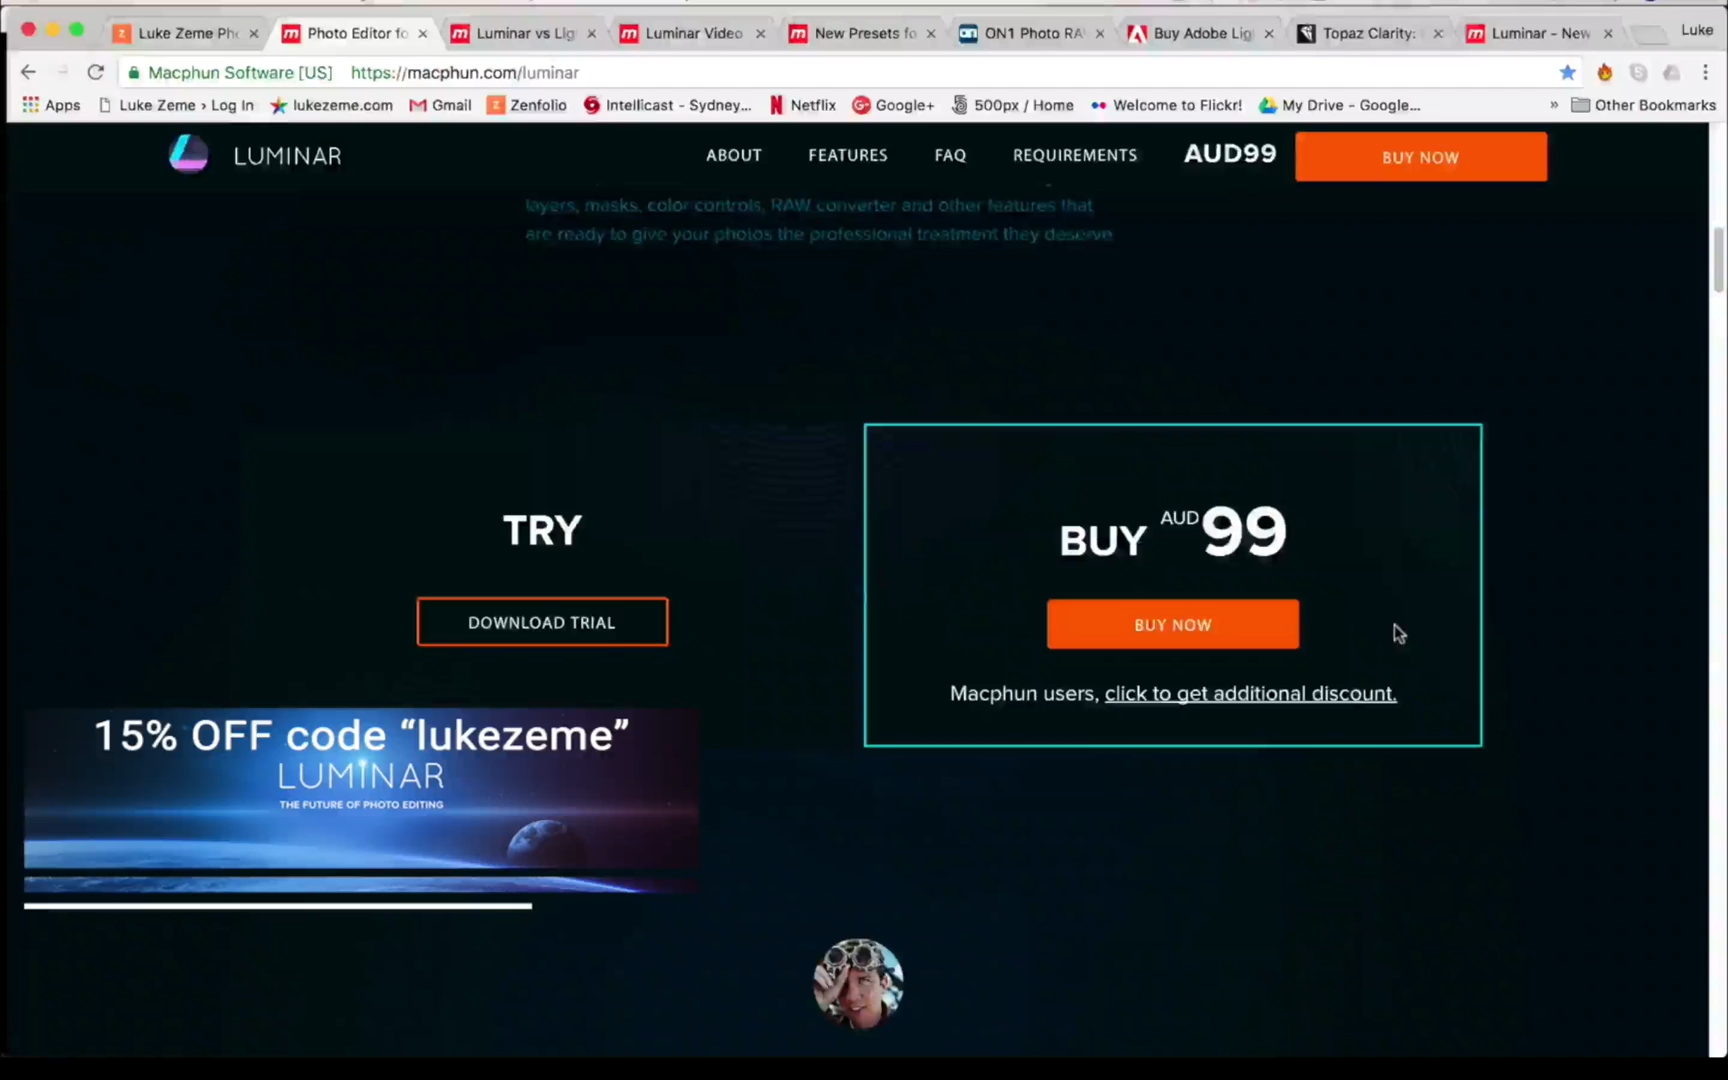 Luke Zeme Pho
Photo Editor fo
Luminar vs Lig
Luminar Video
New Presets fo
ON1 Photo RA
Buy Adobe Lig
Topaz Clarity:
Luminar - New
Luke
Macphun Software [US]
https://macphun.com/luminar
Apps
Luke Zeme › Log In
lukezeme.com
Gmail
Zenfolio
Intellicast - Sydney...
Netflix
Google+
500px / Home
Welcome to Flickr!
My Drive - Google...
» Other Bookmarks
LUMINAR
ABOUT
FEATURES
FAQ
REQUIREMENTS
AUD99
BUY NOW
layers, masks, color controls, RAW converter and other features that
are ready to give your photos the professional treatment they deserve
TRY
DOWNLOAD TRIAL
BUY AUD 99
BUY NOW
Macphun users, click to get additional discount.
15% OFF code “lukezeme”
LUMINAR
THE FUTURE OF PHOTO EDITING